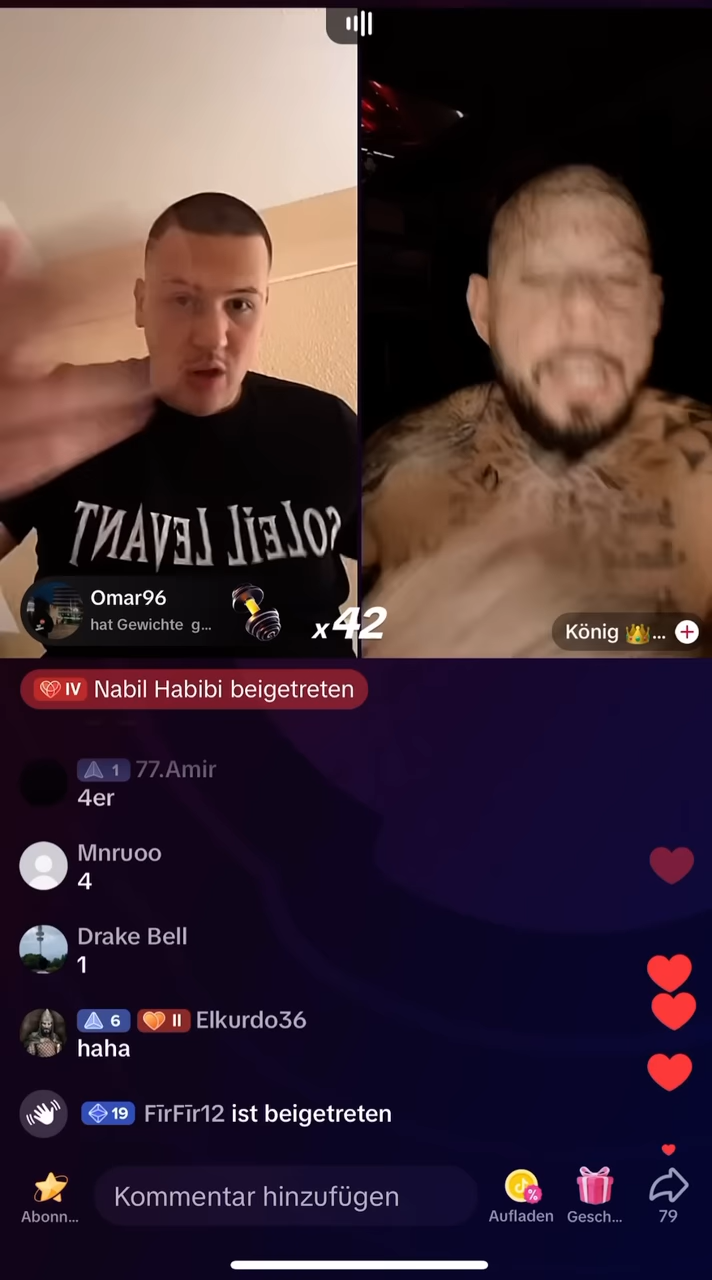 SOLEIL LEVANT
Omar96
hat Gewichte g...
x42
König 👑...
IV Nabil Habibi beigetreten
1 77.Amir
4er
Mnruoo
4
Drake Bell
1
6 II Elkurdo36
haha
19 FīrFīr12 ist beigetreten
Abonn...
Kommentar hinzufügen
%
Aufladen
Gesch...
79